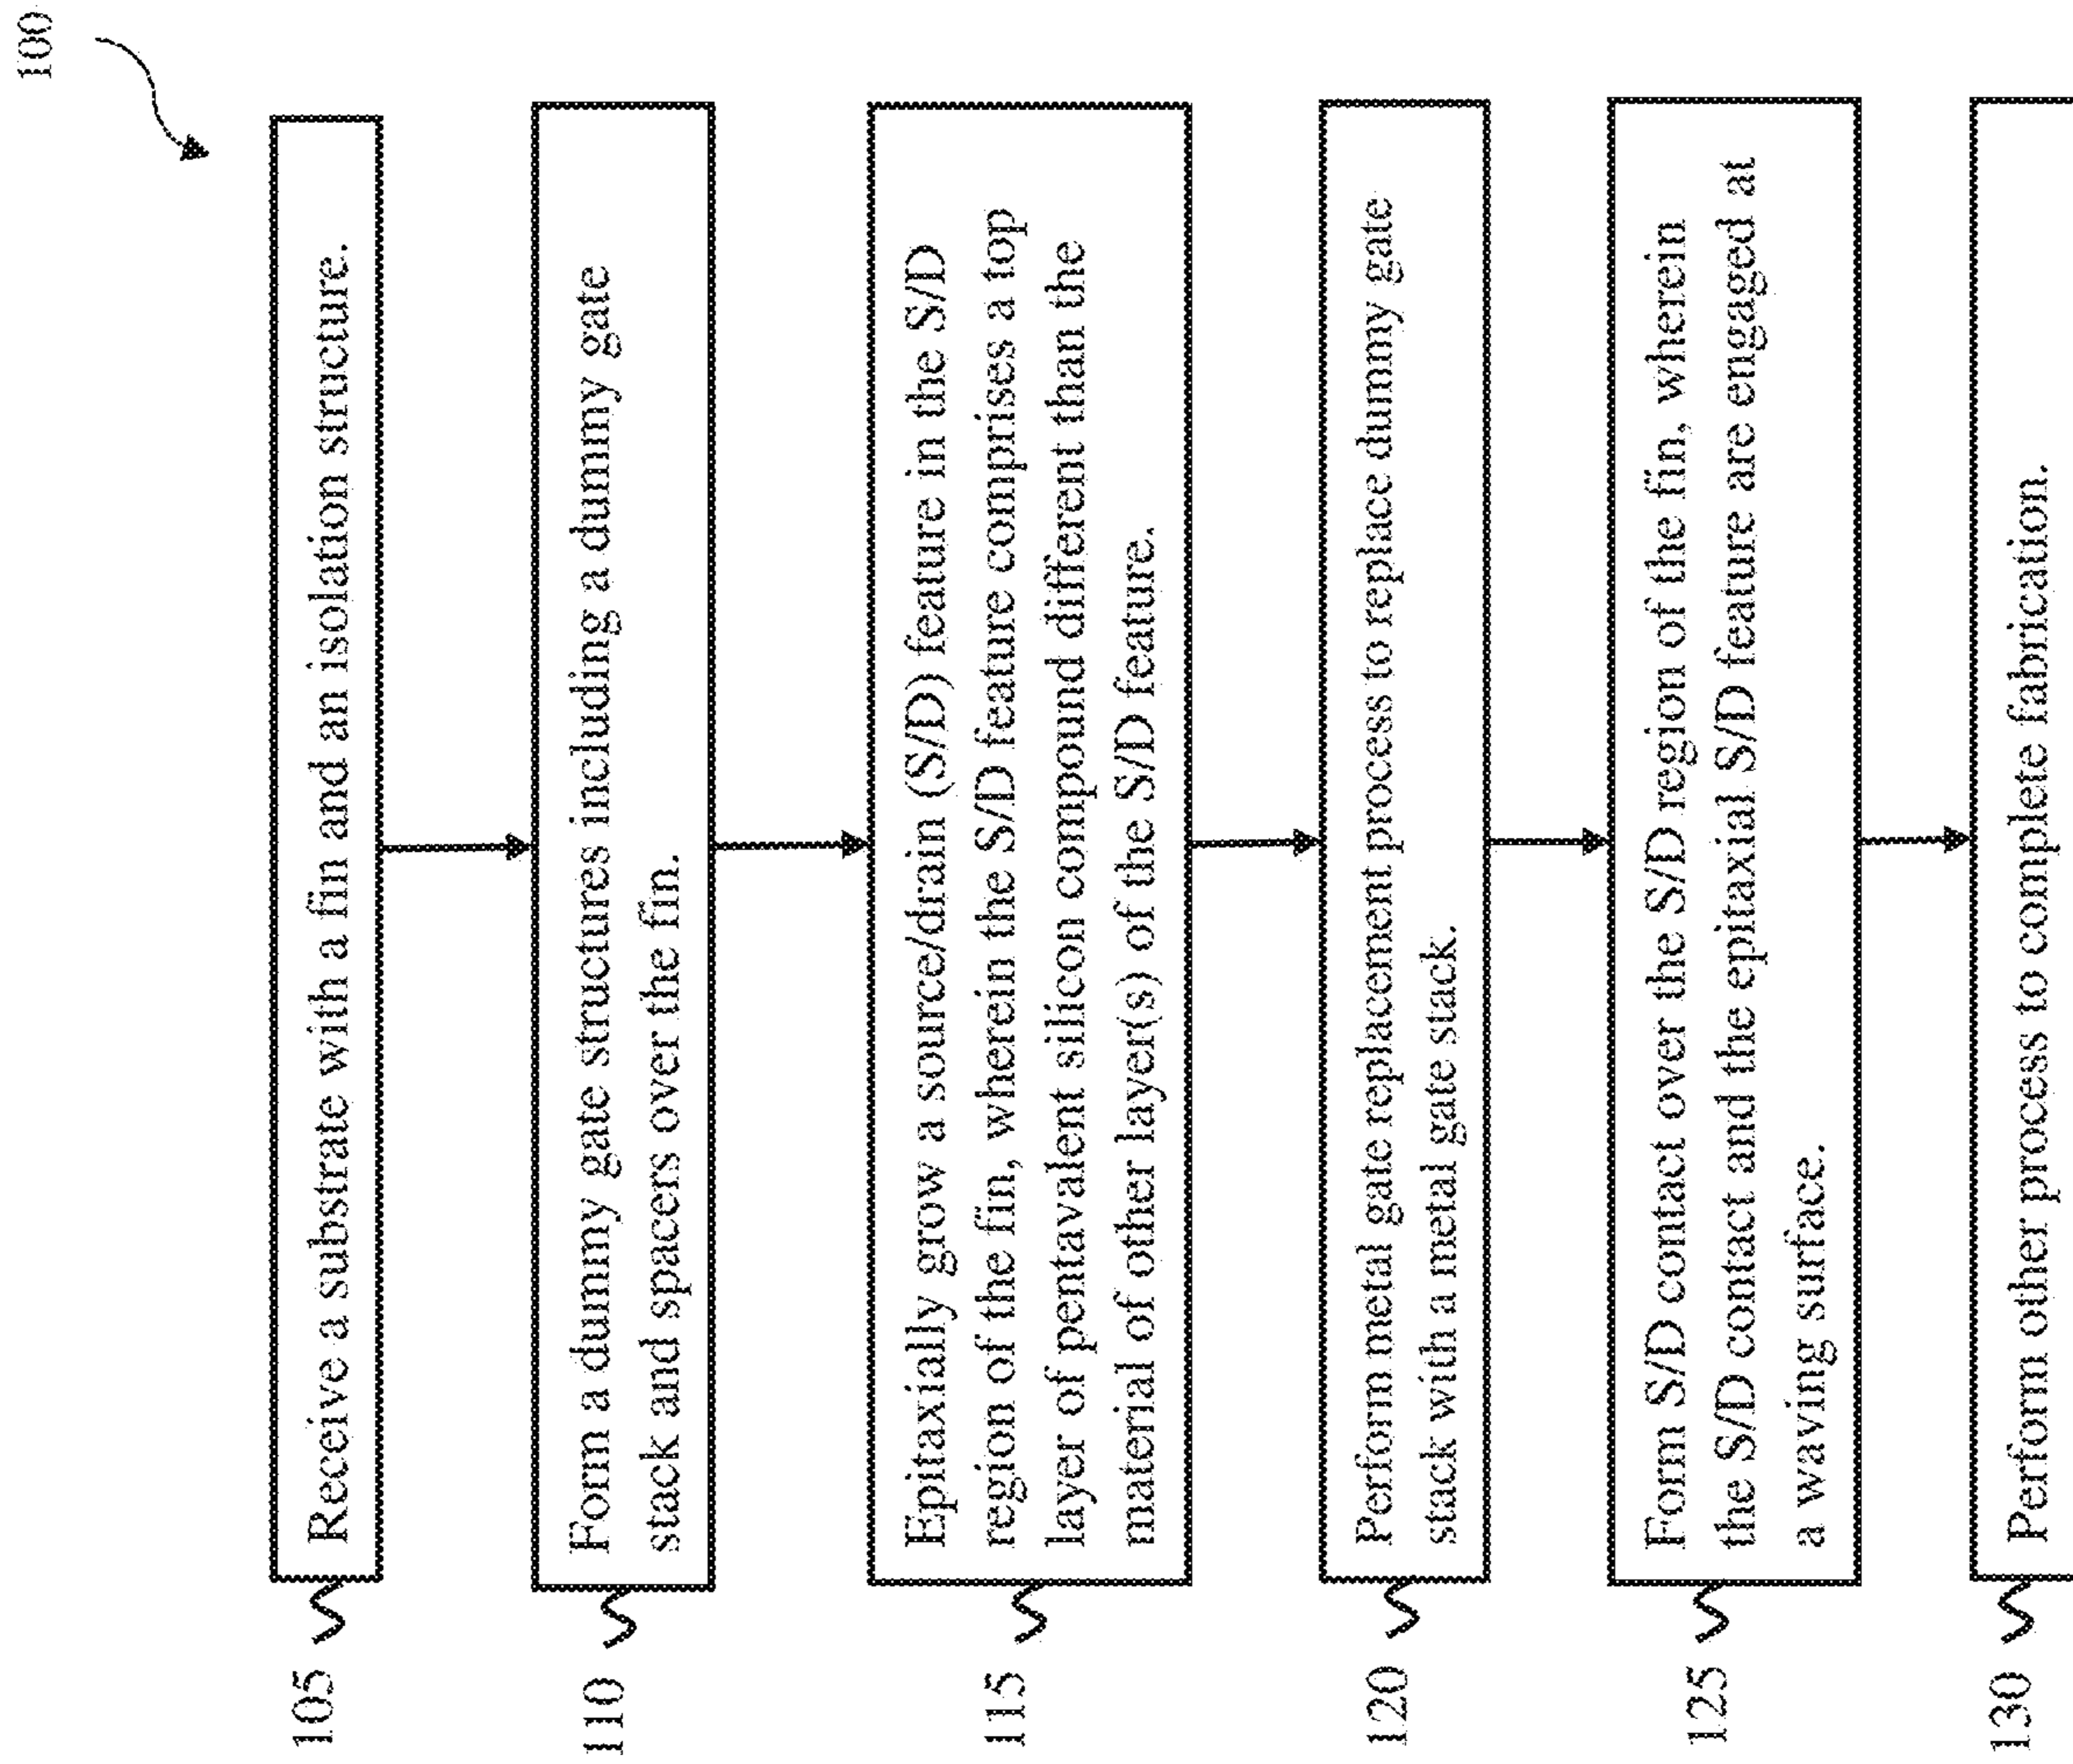 100
105
Receive a substrate with a fin and an isolation structure.
110
Form a dummy gate structures including a dummy gate
stack and spacers over the fin.
115
Epitaxially grow a source/drain (S/D) feature in the S/D
region of the fin, wherein the S/D feature comprises a top
layer of pentavalent silicon compound different than the
material of other layer(s) of the S/D feature.
120
Perform metal gate replacement process to replace dummy gate
stack with a metal gate stack.
125
Form S/D contact over the S/D region of the fin, wherein
the S/D contact and the epitaxial S/D feature are engaged at
a waving surface.
130
Perform other process to complete fabrication.